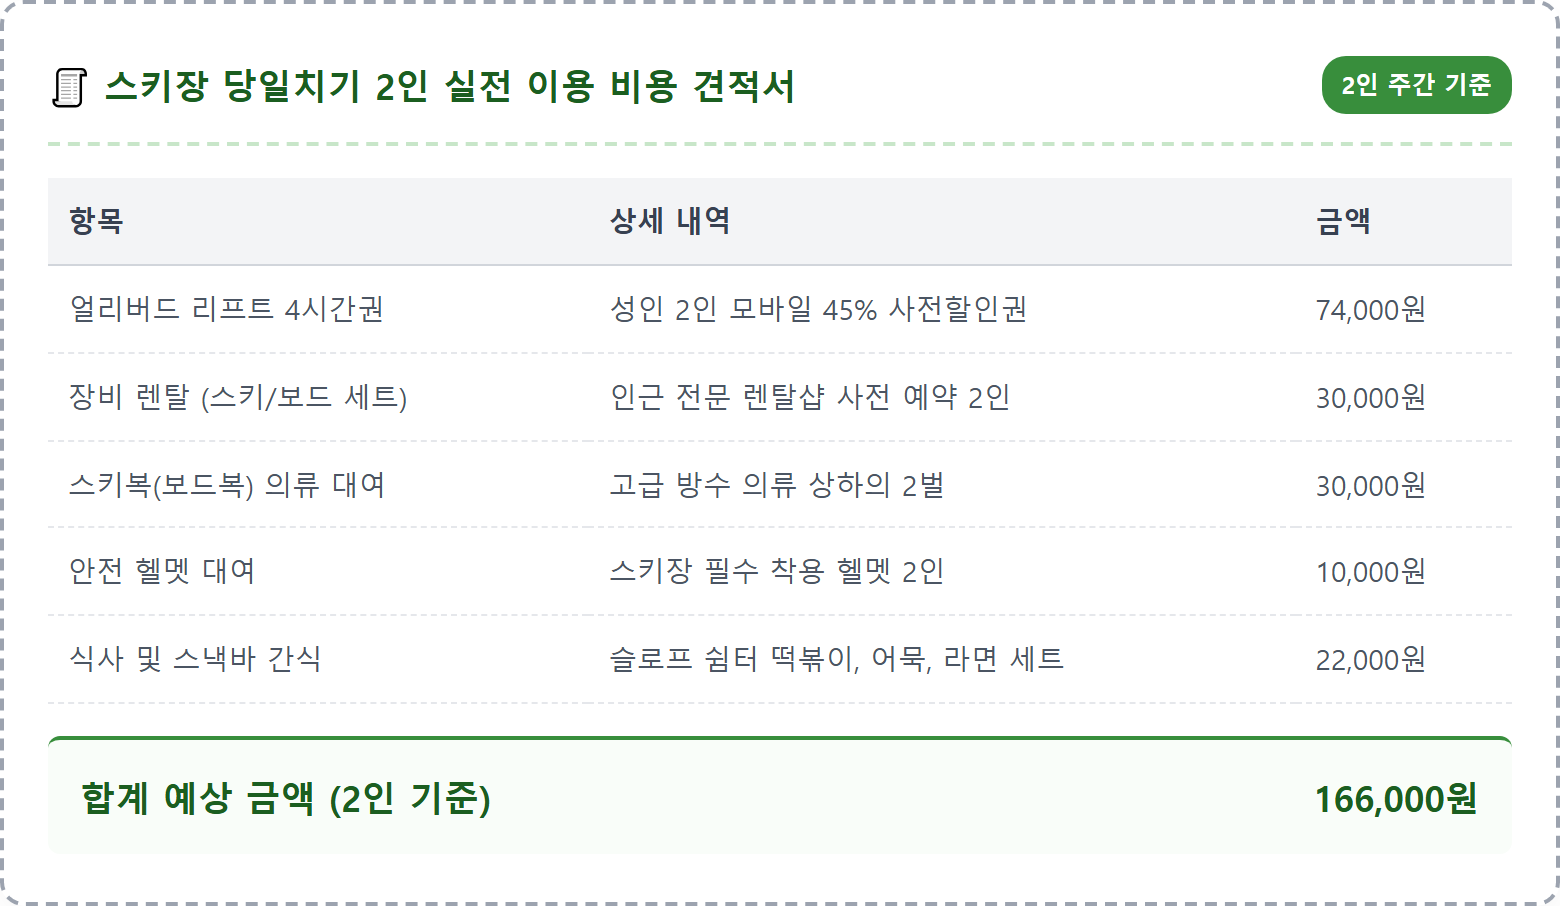 스키장 당일치기 2인 실전 이용 비용 견적서
2인 주간 기준
항목 상세 내역 금액
얼리버드 리프트 4시간권 성인 2인 모바일 45% 사전할인권 74,000원
장비 렌탈 (스키/보드 세트) 인근 전문 렌탈샵 사전 예약 2인 30,000원
스키복(보드복) 의류 대여 고급 방수 의류 상하의 2벌 30,000원
안전 헬멧 대여 스키장 필수 착용 헬멧 2인 10,000원
식사 및 스낵바 간식 슬로프 쉼터 떡볶이, 어묵, 라면 세트 22,000원
합계 예상 금액 (2인 기준) 166,000원